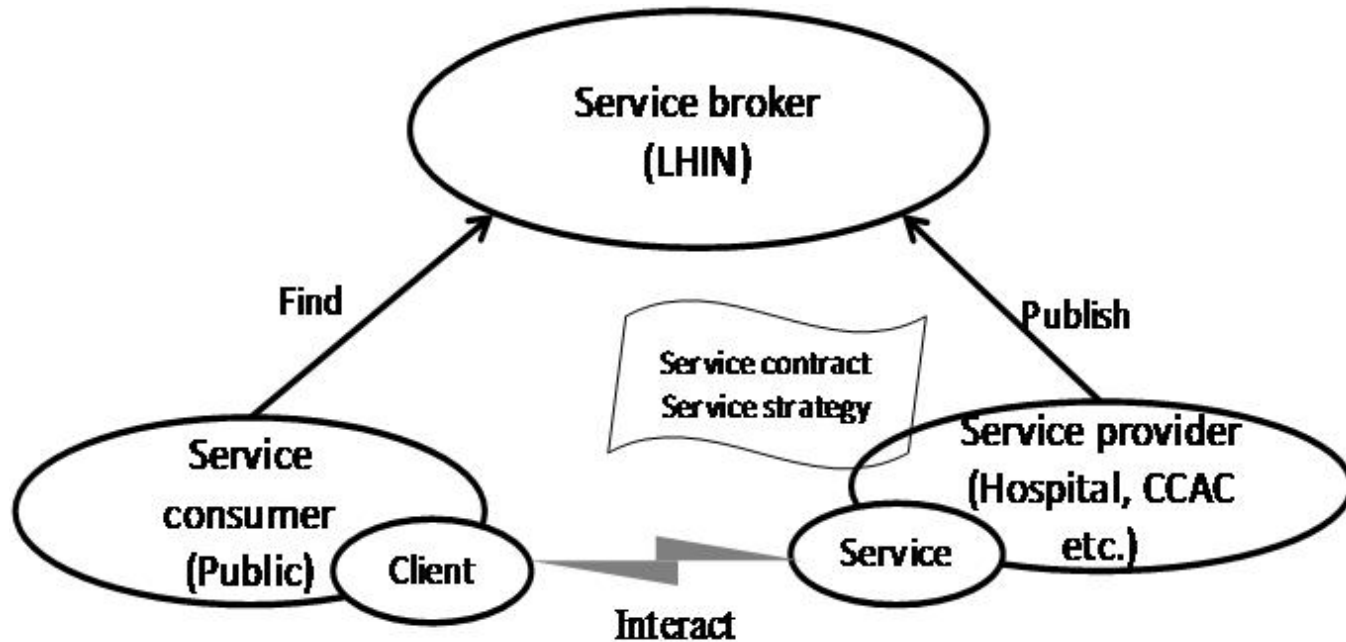 Service broker
(LHIN)
Find
Publish
Service contract
Service strategy
Service
consumer
(Public)
Client
Service provider
(Hospital, CCAC
etc.)
Service
Interact